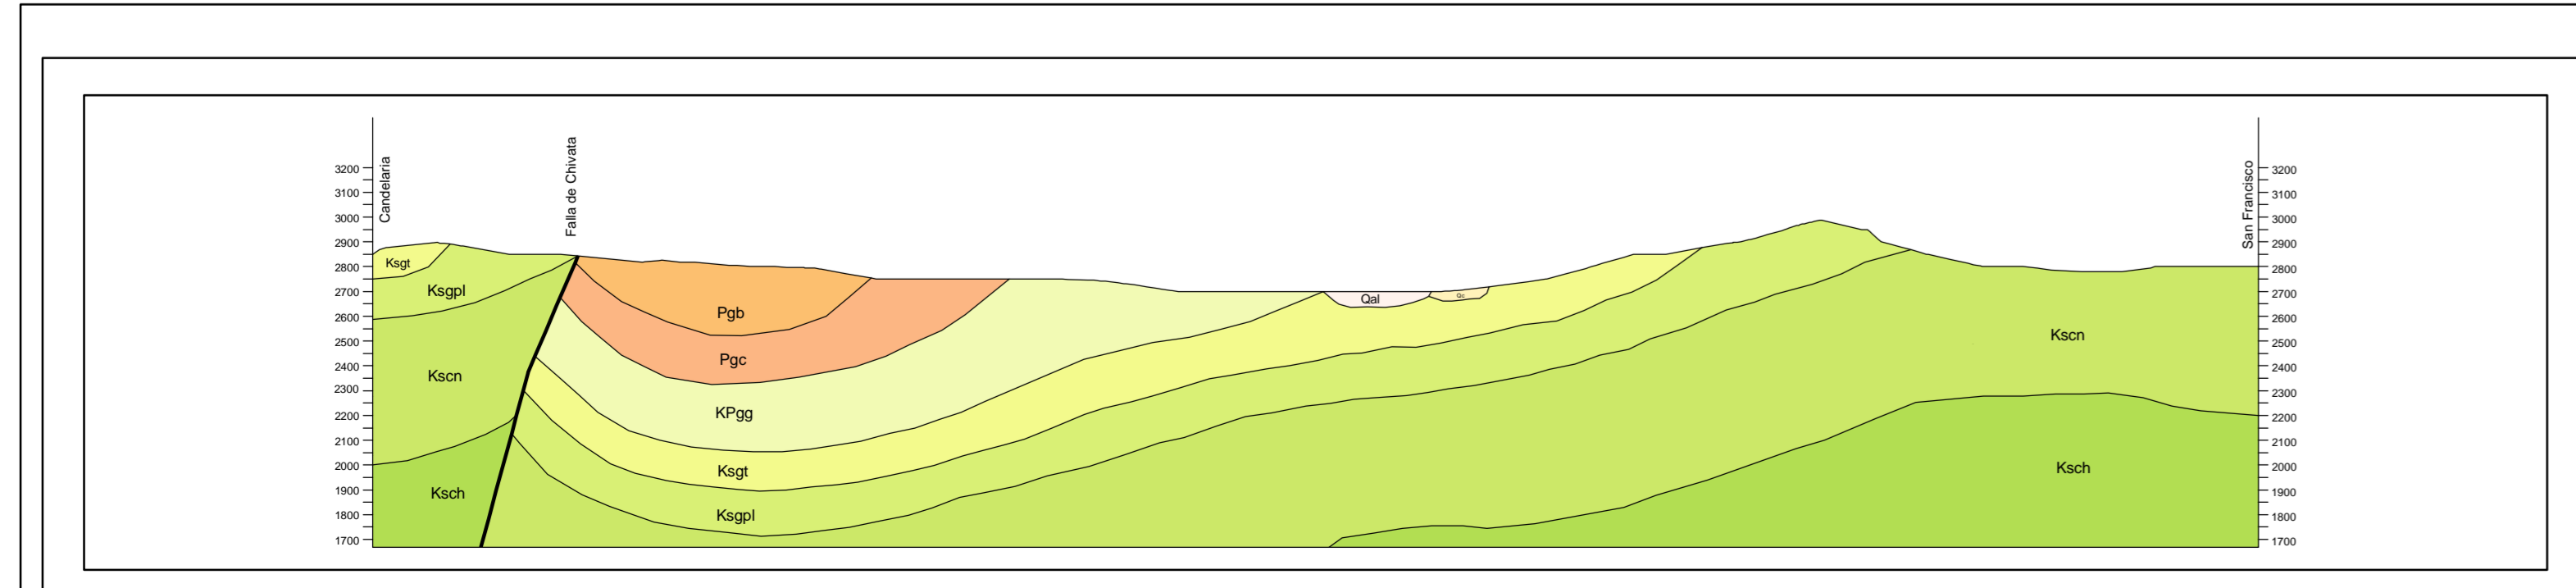 Candelaria
Falla de Chivata
San Francisco
3200
3100
3000
2900
2800
2700
2600
2500
2400
2300
2200
2100
2000
1900
1800
1700
3200
3100
3000
2900
2800
2700
2600
2500
2400
2300
2200
2100
2000
1900
1800
1700
Ksgt
Ksgpl
Kscn
Ksch
Pgb
Pgc
KPgg
Ksgt
Ksgpl
Qal
Qc
Kscn
Ksch